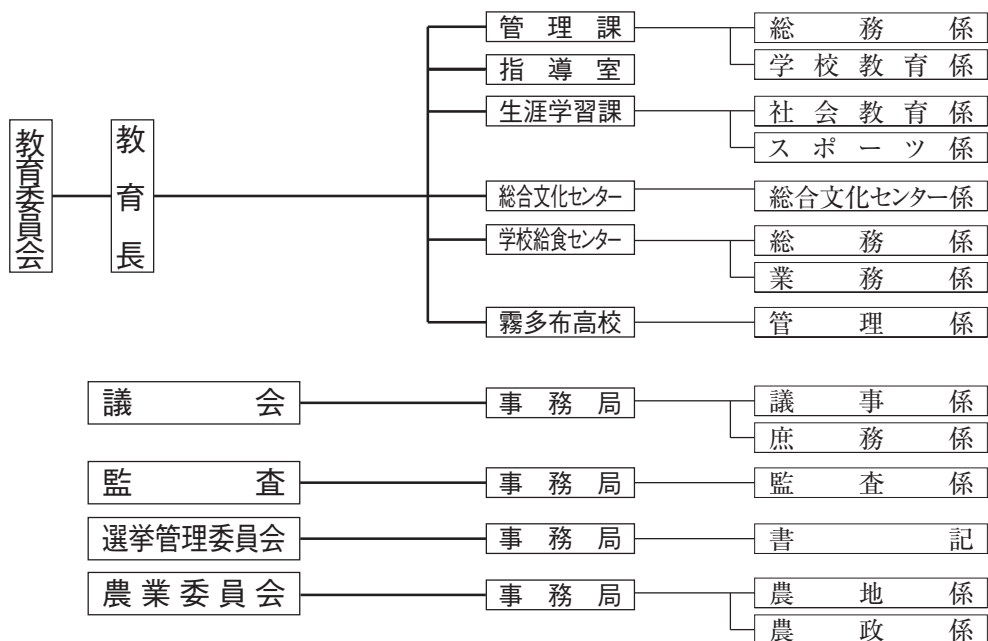 教育委員会
教育長
管理課
総務係
学校教育係
指導室
生涯学習課
社会教育係
スポーツ係
総合文化センター
総合文化センター係
学校給食センター
総務係
業務係
霧多布高校
管理係
議会
事務局
議事係
庶務係
監査
事務局
監査係
選挙管理委員会
事務局
書記
農業委員会
事務局
農地係
農政係